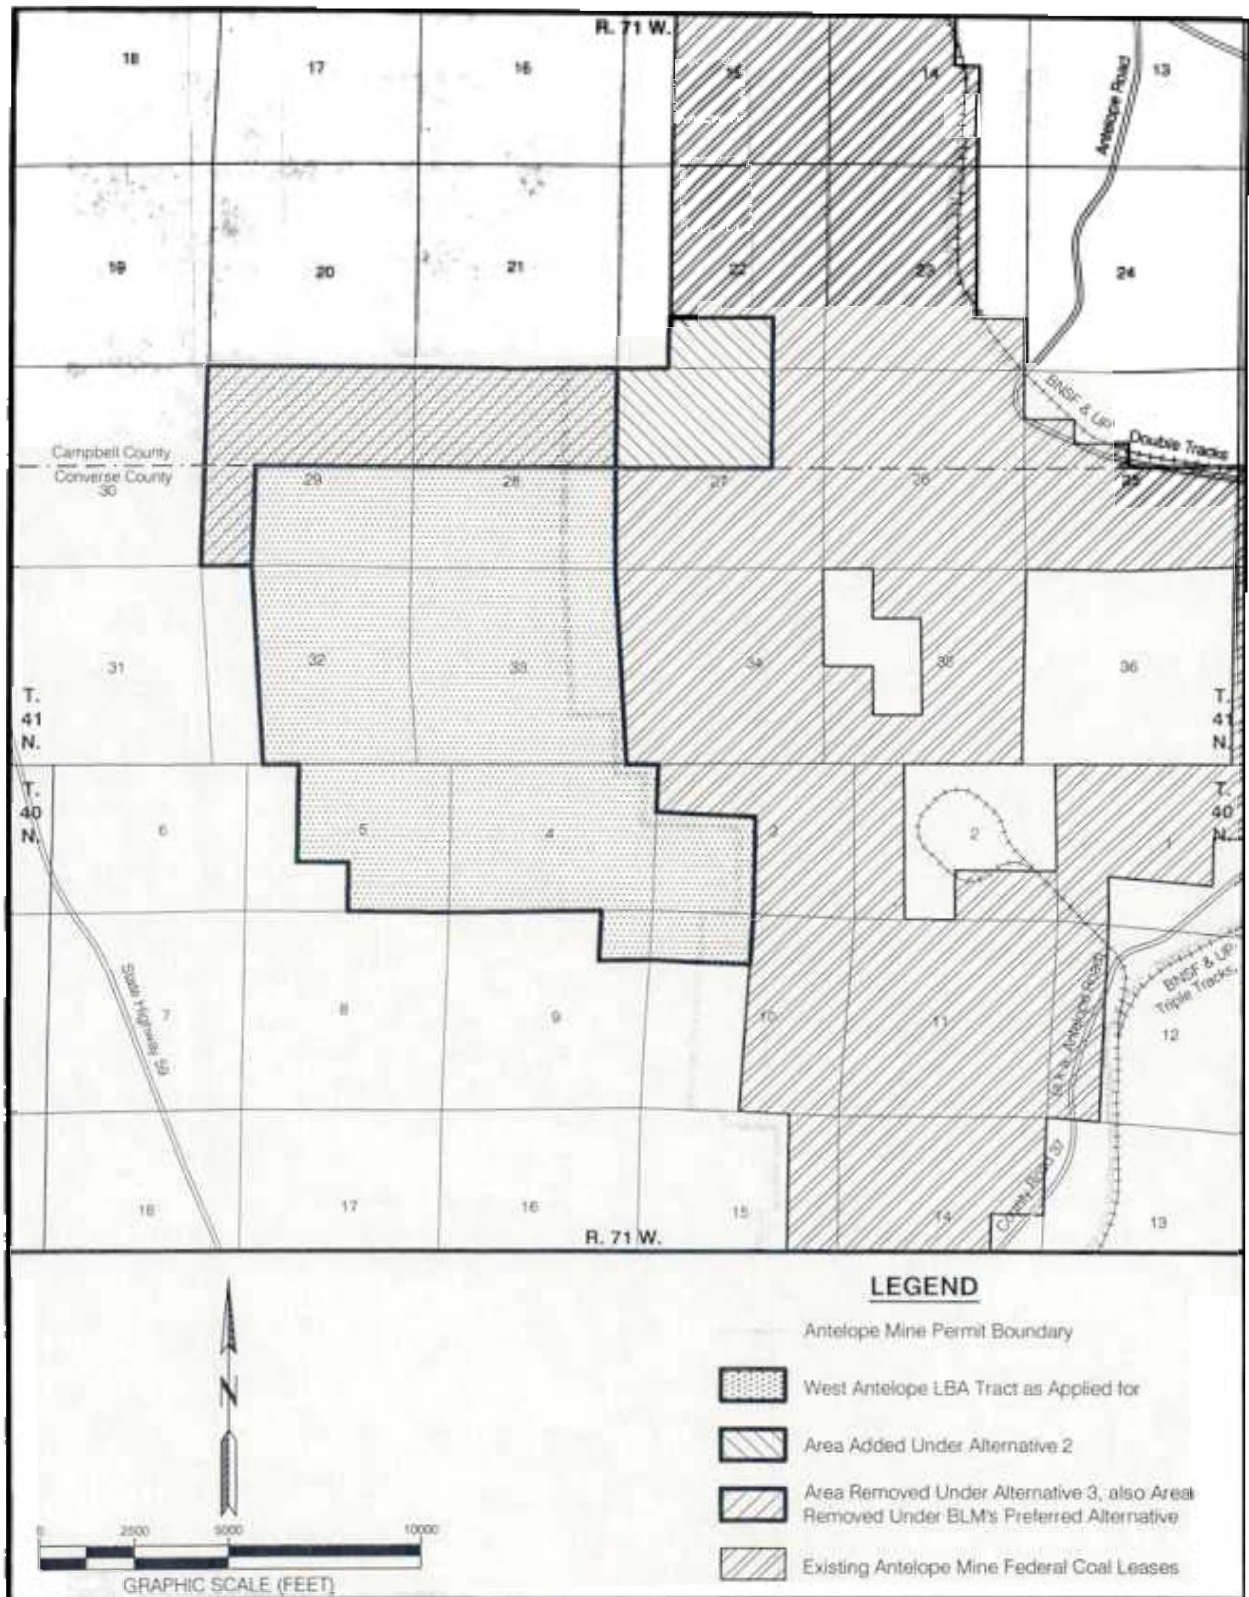 R. 71 W.
18 17 16 15 14 13
Antelope Road
19 20 21 22 23 24
BNSF & UP
Double Tracks
Campbell County
Converse County
30 29 28 27 26 25
31 32 33 34 35 36
T.
41
N.
T.
41
N.
T.
40
N.
T.
40
N.
6 5 4 3 2 1
State Highway 59
7 8 9 10 11 12
(a.k.a. Antelope Road)
BNSF & UP
Triple Tracks
County Road 37
18 17 16 15 14 13
R. 71 W.
LEGEND
Antelope Mine Permit Boundary
West Antelope LBA Tract as Applied for
Area Added Under Alternative 2
Area Removed Under Alternative 3, also Area
Removed Under BLM's Preferred Alternative
Existing Antelope Mine Federal Coal Leases
N
0 2500 5000 10000
GRAPHIC SCALE (FEET)